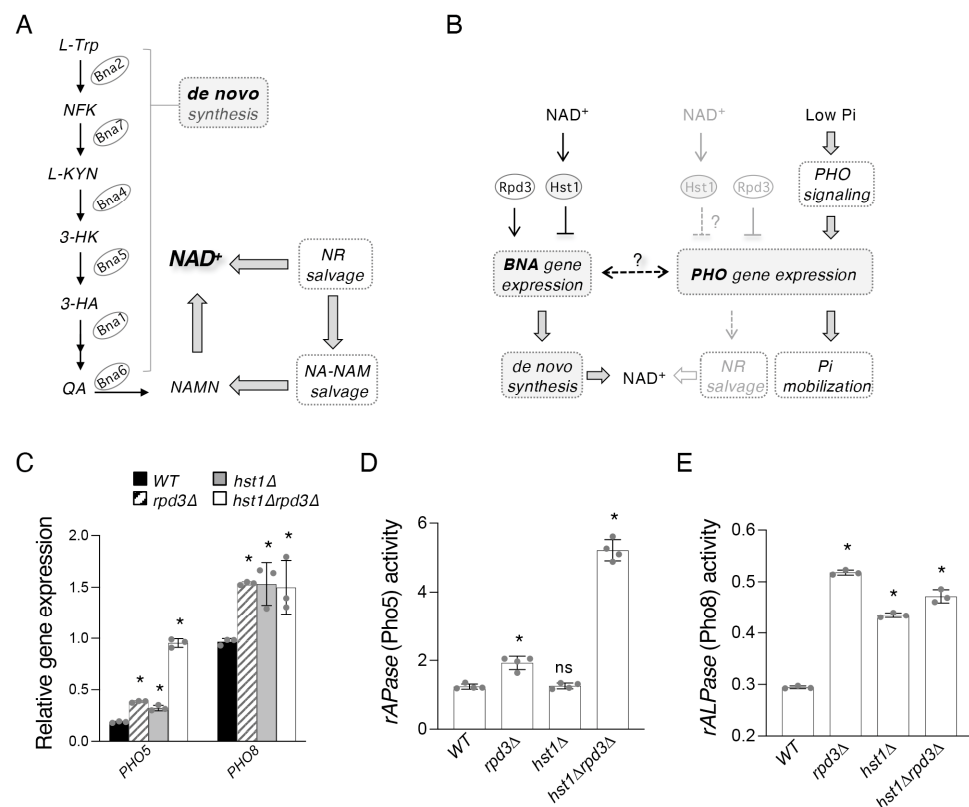 A
L-Trp
Bna2
NFK
Bna7
L-KYN
Bna4
3-HK
Bna5
3-HA
Bna1
Bna6
QA
de novo
synthesis
NAD+
NR
salvage
NAMN
NA-NAM
salvage
B
NAD+
NAD+
Low Pi
Rpd3
Hst1
Hst1
Rpd3
PHO
signaling
?
BNA gene
expression
?
PHO gene expression
de novo
synthesis
NAD+
NR
salvage
Pi
mobilization
C
WT
hst1Δ
rpd3Δ
hst1Δrpd3Δ
Relative gene expression
2.0
1.5
1.0
0.5
0.0
* * *
* * *
PHO5
PHO8
D
rAPase (Pho5) activity
6
4
2
0
*
ns
*
WT
rpd3Δ
hst1Δ
hst1Δrpd3Δ
E
rALPase (Pho8) activity
0.6
0.5
0.4
0.3
0.2
*
*
*
WT
rpd3Δ
hst1Δ
hst1Δrpd3Δ